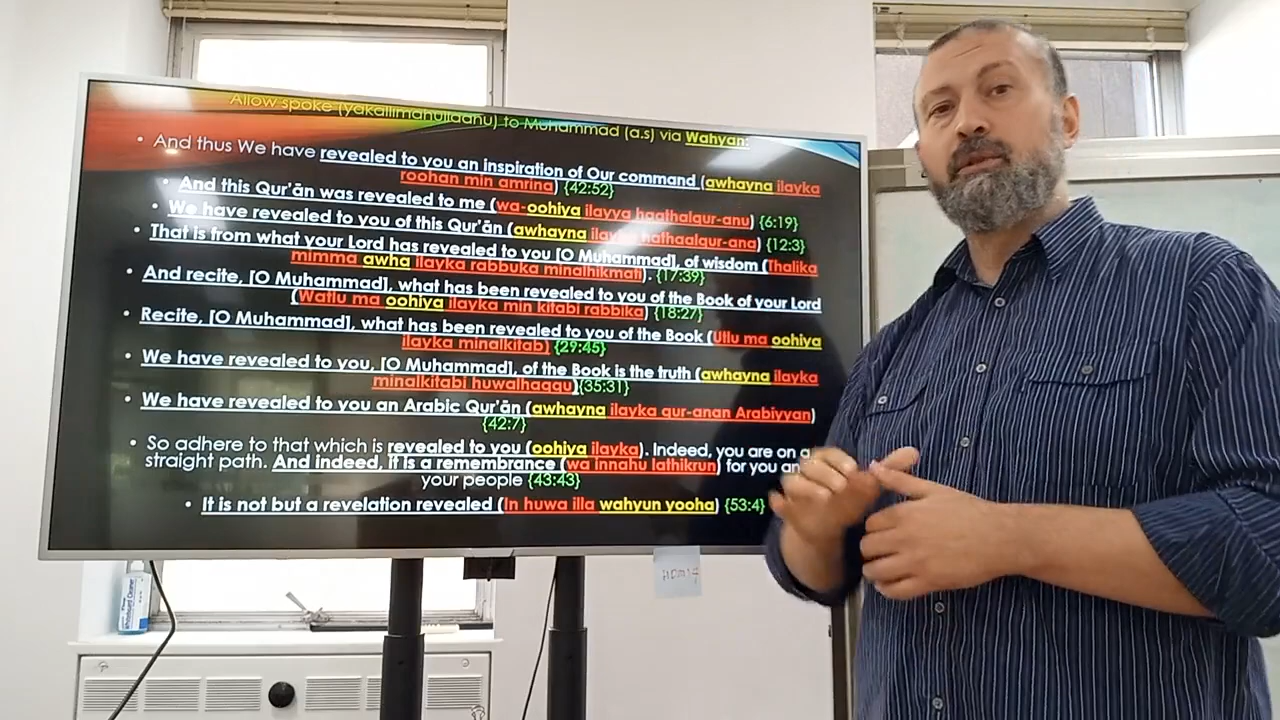 Allow spoke (yakallimahullaahu) to Muhammad (a.s) via Wahyan:
• And thus We have revealed to you an inspiration of Our command (awhayna ilayka
roohan min amrina) {42:52}
• And this Qur'ān was revealed to me (wa-oohiya ilayya haathalqur-anu) {6:19}
• We have revealed to you of this Qur'ān (awhayna ilayka hathaalqur-ana) {12:3}
• That is from what your Lord has revealed to you [O Muhammad], of wisdom (Thalika
mimma awha ilayka rabbuka minalhikmati). {17:39}
• And recite, [O Muhammad], what has been revealed to you of the Book of your Lord
(Watlu ma oohiya ilayka min kitabi rabbika) {18:27}
• Recite, [O Muhammad], what has been revealed to you of the Book (Utlu ma oohiya
ilayka minalkitab) {29:45}
• We have revealed to you, [O Muhammad], of the Book is the truth (awhayna ilayka
minalkitabi huwalhaqqu){35:31}
• We have revealed to you an Arabic Qur'ān (awhayna ilayka qur-anan Arabiyyan)
{42:7}
• So adhere to that which is revealed to you (oohiya ilayka). Indeed, you are on a
straight path. And indeed, it is a remembrance (wa innahu lathikrun) for you an
your people {43:43}
• It is not but a revelation revealed (In huwa illa wahyun yooha) {53:4}